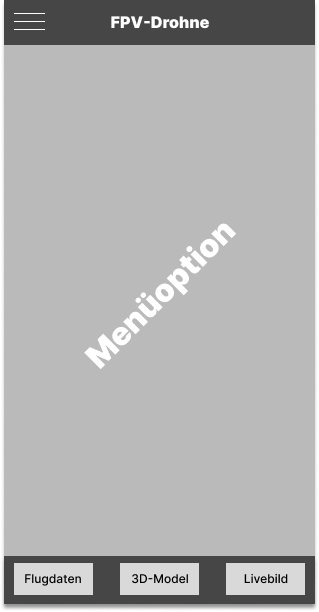 FPV-Drohne
Menüoption
Flugdaten
3D-Model
Livebild